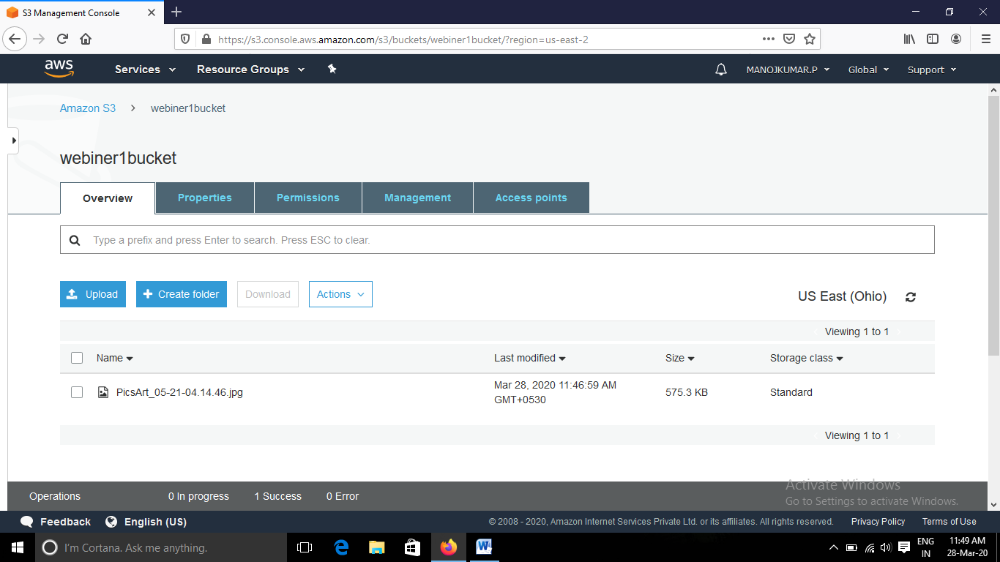 S3 Management Console
https://s3.console.aws.amazon.com/s3/buckets/webiner1bucket/?region=us-east-2
aws Services Resource Groups MANOJKUMAR.P Global Support
Amazon S3 > webiner1bucket
webiner1bucket
Overview Properties Permissions Management Access points
Type a prefix and press Enter to search. Press ESC to clear.
Upload Create folder Download Actions US East (Ohio)
Viewing 1 to 1
Name Last modified Size Storage class
PicsArt_05-21-04.14.46.jpg Mar 28, 2020 11:46:59 AM 575.3 KB Standard
GMT+0530
Viewing 1 to 1
Activate Windows
Operations 0 In progress 1 Success 0 Error
Go to Settings to activate Windows.
Feedback English (US) © 2008 - 2020, Amazon Internet Services Private Ltd. or its affiliates. All rights reserved. Privacy Policy Terms of Use
I'm Cortana. Ask me anything. ENG 11:49 AM
IN 28-Mar-20